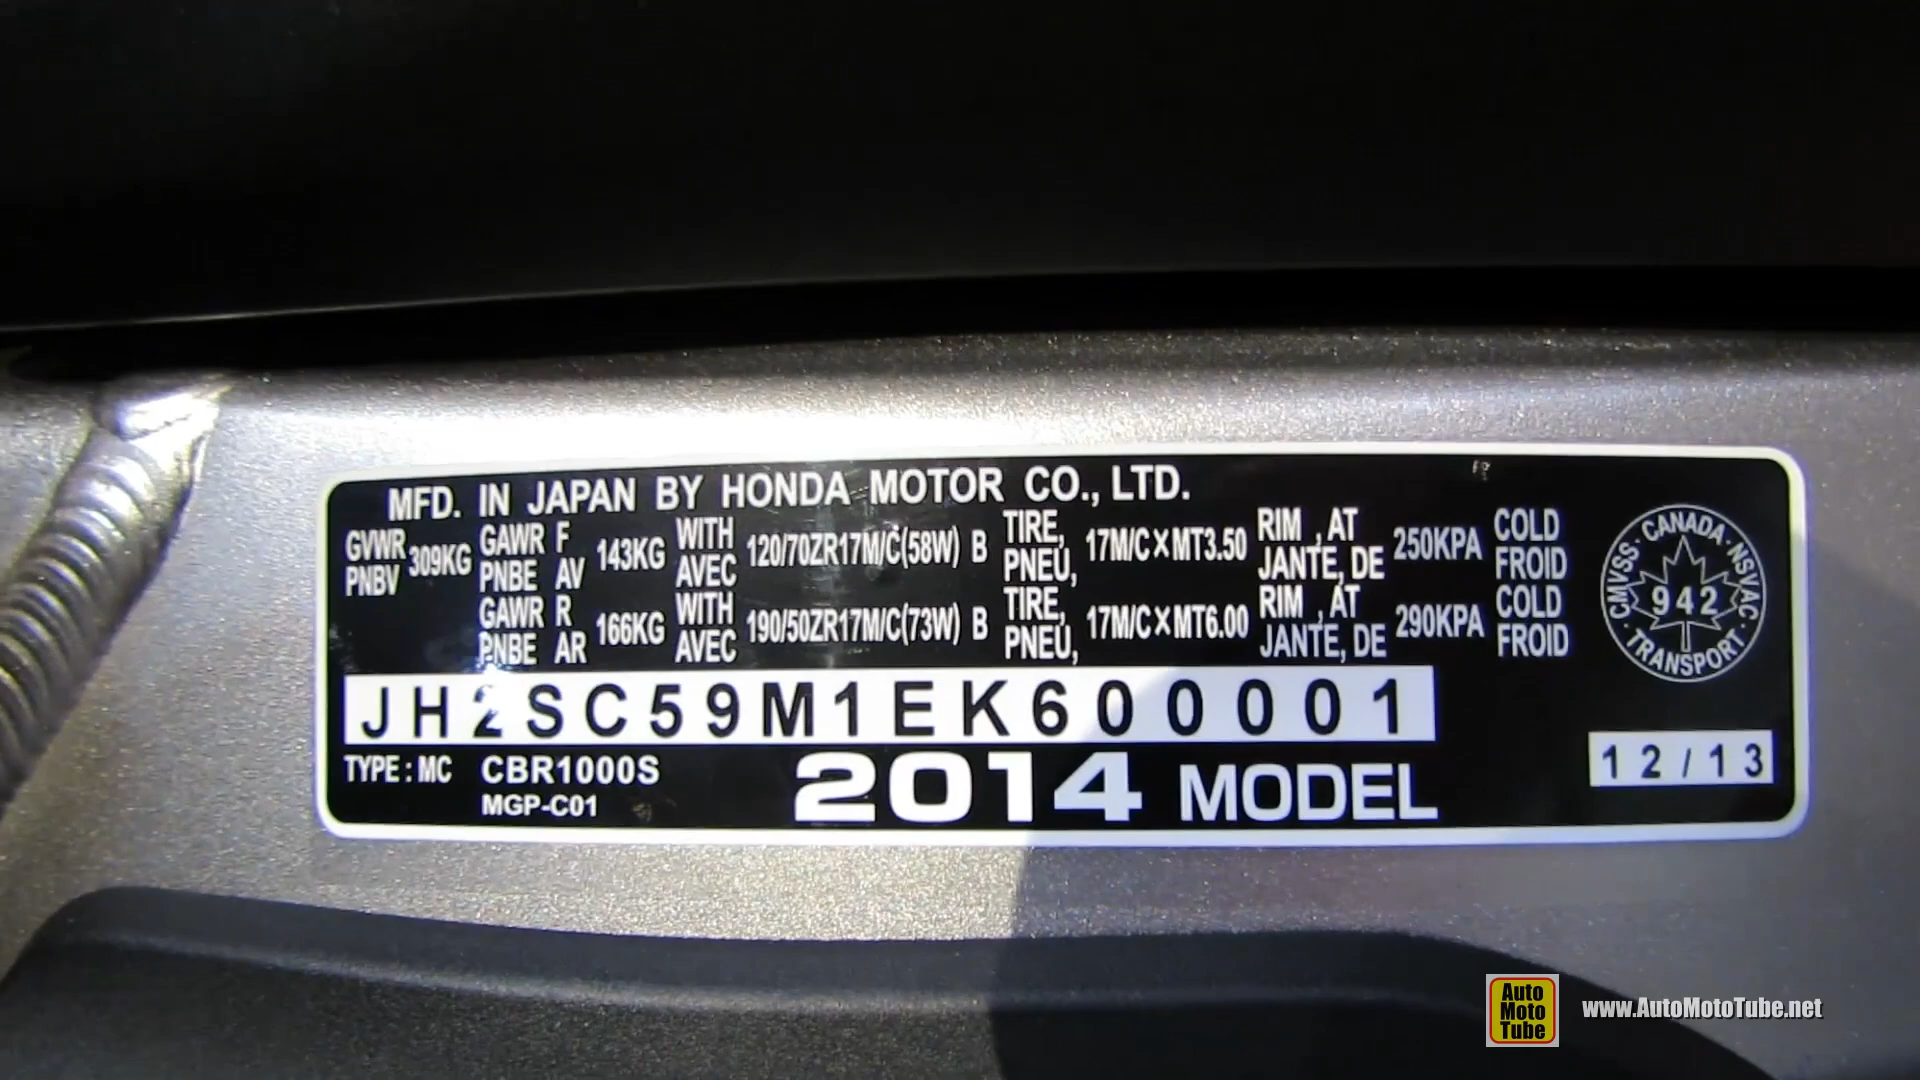 MFD. IN JAPAN BY HONDA MOTOR CO., LTD.
GVWR PNBV 309KG GAWR F PNBE AV 143KG WITH AVEC 120/70ZR17M/C(58W) B TIRE, PNEU, 17M/C×MT3.50 RIM , AT JANTE, DE 250KPA COLD FROID
GAWR R PNBE AR 166KG WITH AVEC 190/50ZR17M/C(73W) B TIRE, PNEU, 17M/C×MT6.00 RIM , AT JANTE, DE 290KPA COLD FROID
CMVSS · CANADA · NSVAC · TRANSPORT ·
942
JH2SC59M1EK600001
TYPE : MC CBR1000S
MGP-C01
2014 MODEL
12/13
Auto
Moto
Tube
www.AutoMotoTube.net